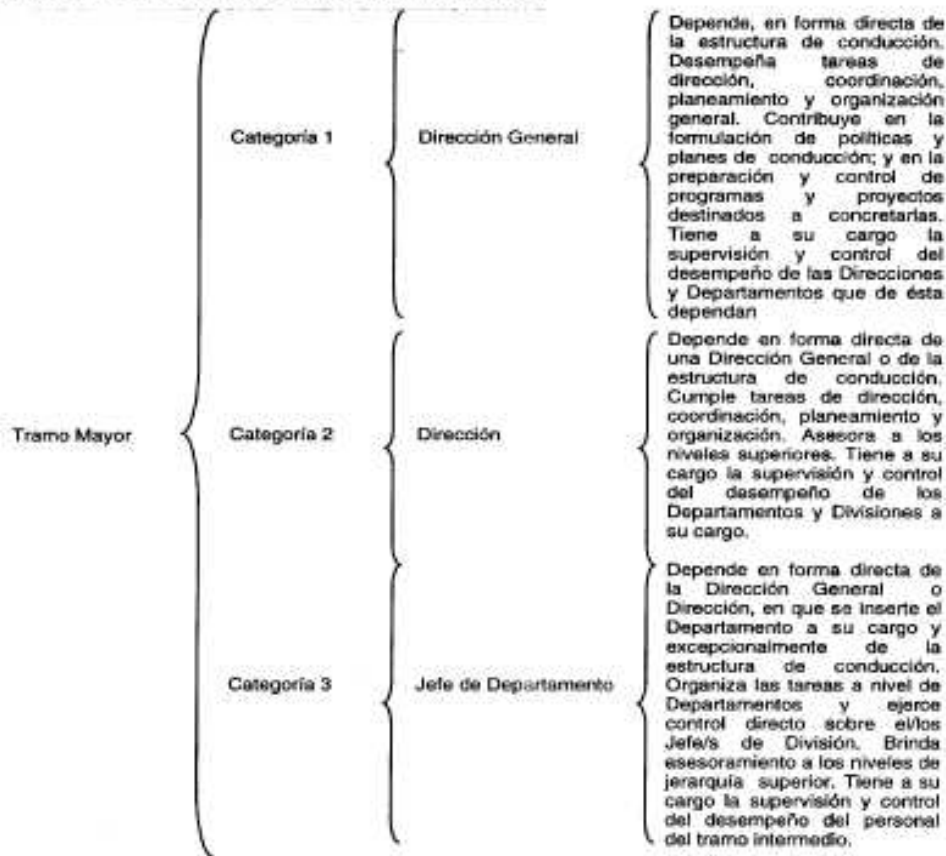 Tramo Mayor
Categoría 1
Dirección General
Depende, en forma directa de
la estructura de conducción.
Desempeña tareas de
dirección, coordinación,
planeamiento y organización
general. Contribuye en la
formulación de políticas y
planes de conducción; y en la
preparación y control de
programas y proyectos
destinados a concretarlas.
Tiene a su cargo la
supervisión y control del
desempeño de las Direcciones
y Departamentos que de ésta
dependan
Categoría 2
Dirección
Depende en forma directa de
una Dirección General o de la
estructura de conducción.
Cumple tareas de dirección,
coordinación, planeamiento y
organización. Asesora a los
niveles superiores. Tiene a su
cargo la supervisión y control
del desempeño de los
Departamentos y Divisiones a
su cargo.
Categoría 3
Jefe de Departamento
Depende en forma directa de
la Dirección General o
Dirección, en que se inserte el
Departamento a su cargo y
excepcionalmente de la
estructura de conducción.
Organiza las tareas a nivel de
Departamentos y ejerce
control directo sobre el/los
Jefe/s de División. Brinda
asesoramiento a los niveles de
jerarquía superior. Tiene a su
cargo la supervisión y control
del desempeño del personal
del tramo intermedio.